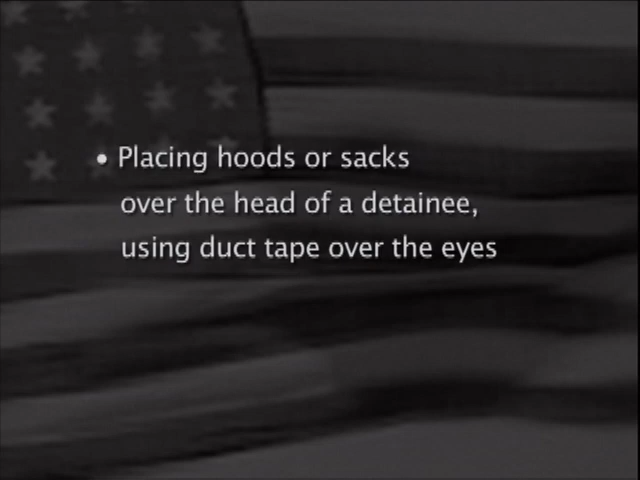 • Placing hoods or sacks
over the head of a detainee,
using duct tape over the eyes